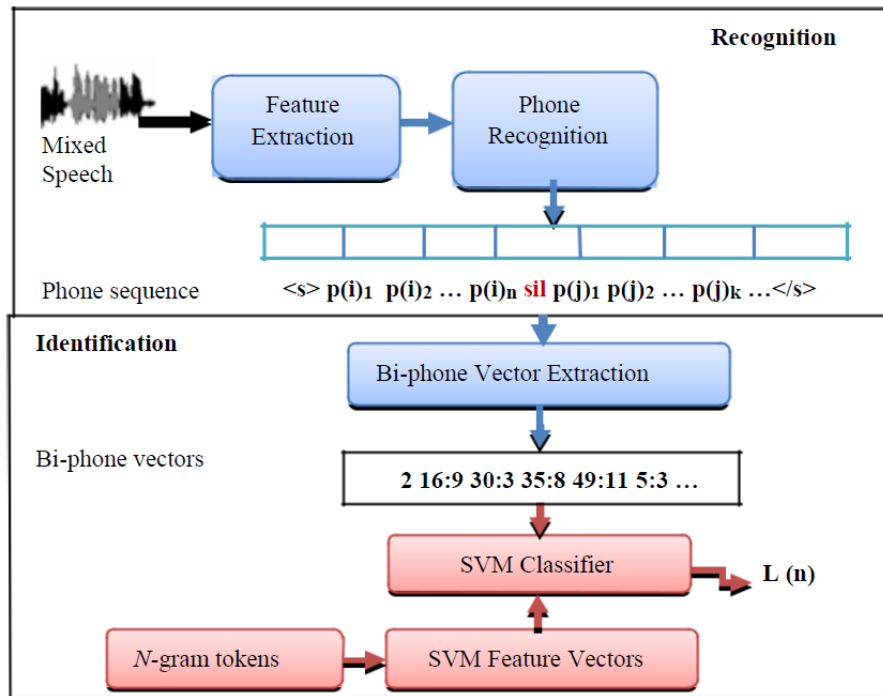 Recognition
Mixed
Speech
Feature
Extraction
Phone
Recognition
Phone sequence
<s> p(i)₁ p(i)₂ … p(i)ₙ sil p(j)₁ p(j)₂ … p(j)ₖ …</s>
Identification
Bi-phone Vector Extraction
Bi-phone vectors
2 16:9 30:3 35:8 49:11 5:3 …
SVM Classifier
L (n)
N-gram tokens
SVM Feature Vectors